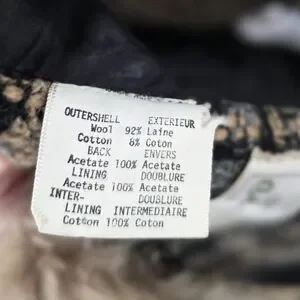 OUTERSHELL EXTERIEUR
Wool 92% Laine
Cotton 8% Coton
BACK ENVERS
Acetate 100% Acetate
LINING DOUBLURE
Acetate 100% Acetate
INTER- DOUBLURE
LINING INTERMEDIAIRE
Cotton 100% Coton